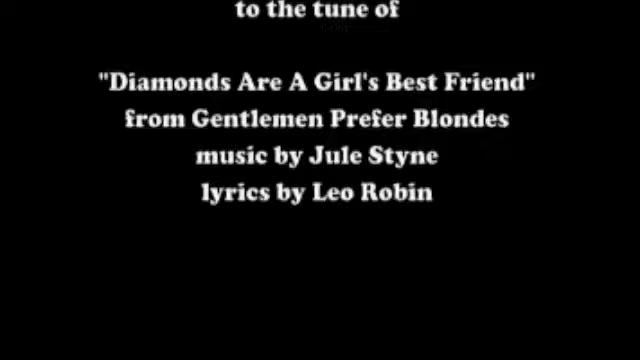 to the tune of
"Diamonds Are A Girl's Best Friend"
from Gentlemen Prefer Blondes
music by Jule Styne
lyrics by Leo Robin